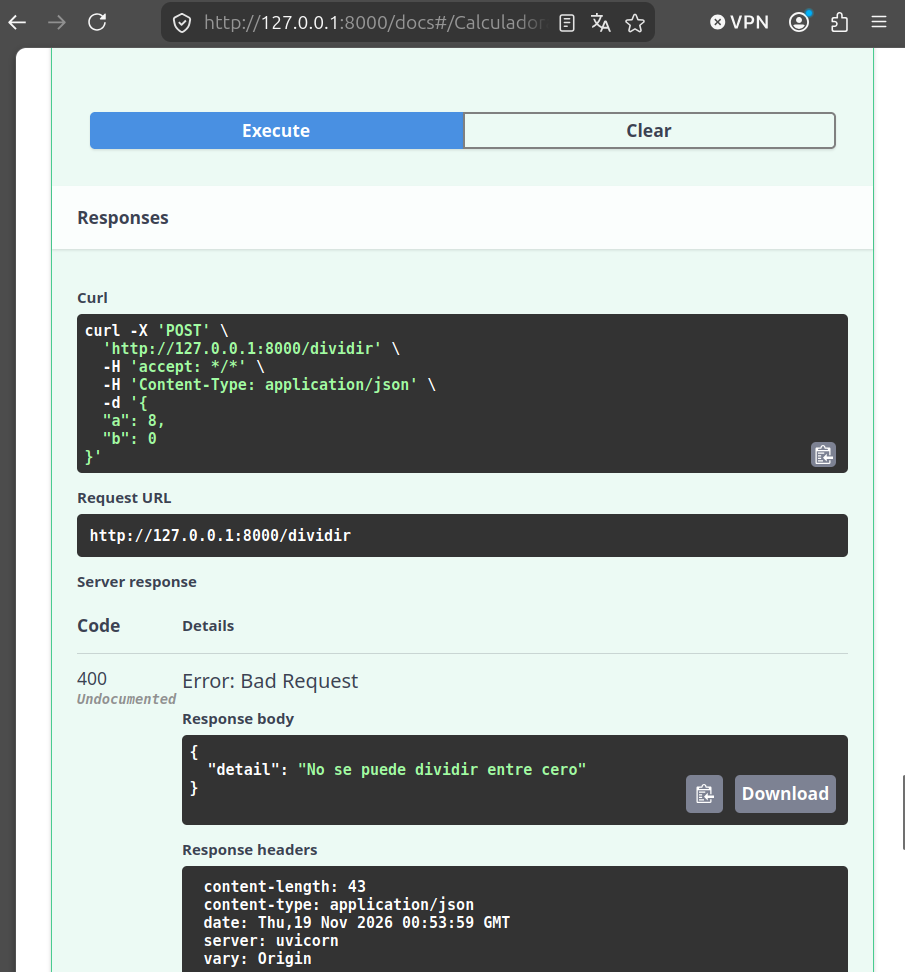 http://127.0.0.1:8000/docs#/Calculador
VPN
Execute
Clear
Responses
Curl
curl -X 'POST' \
  'http://127.0.0.1:8000/dividir' \
  -H 'accept: */*' \
  -H 'Content-Type: application/json' \
  -d '{
  "a": 8,
  "b": 0
}'
Request URL
http://127.0.0.1:8000/dividir
Server response
Code Details
400 Error: Bad Request
Undocumented
Response body
{
  "detail": "No se puede dividir entre cero"
}
Download
Response headers
content-length: 43
content-type: application/json
date: Thu,19 Nov 2026 00:53:59 GMT
server: uvicorn
vary: Origin